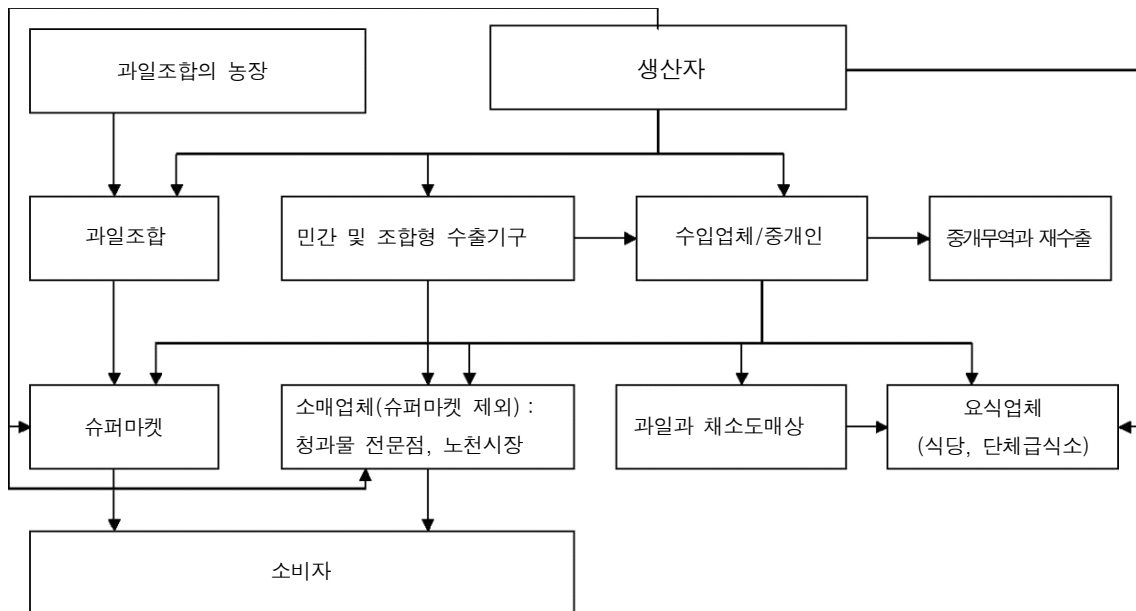 과일조합의 농장
생산자
과일조합
민간 및 조합형 수출기구
수입업체/중개인
중개무역과 재수출
슈퍼마켓
소매업체(슈퍼마켓 제외) :
청과물 전문점, 노천시장
과일과 채소도매상
요식업체
(식당, 단체급식소)
소비자